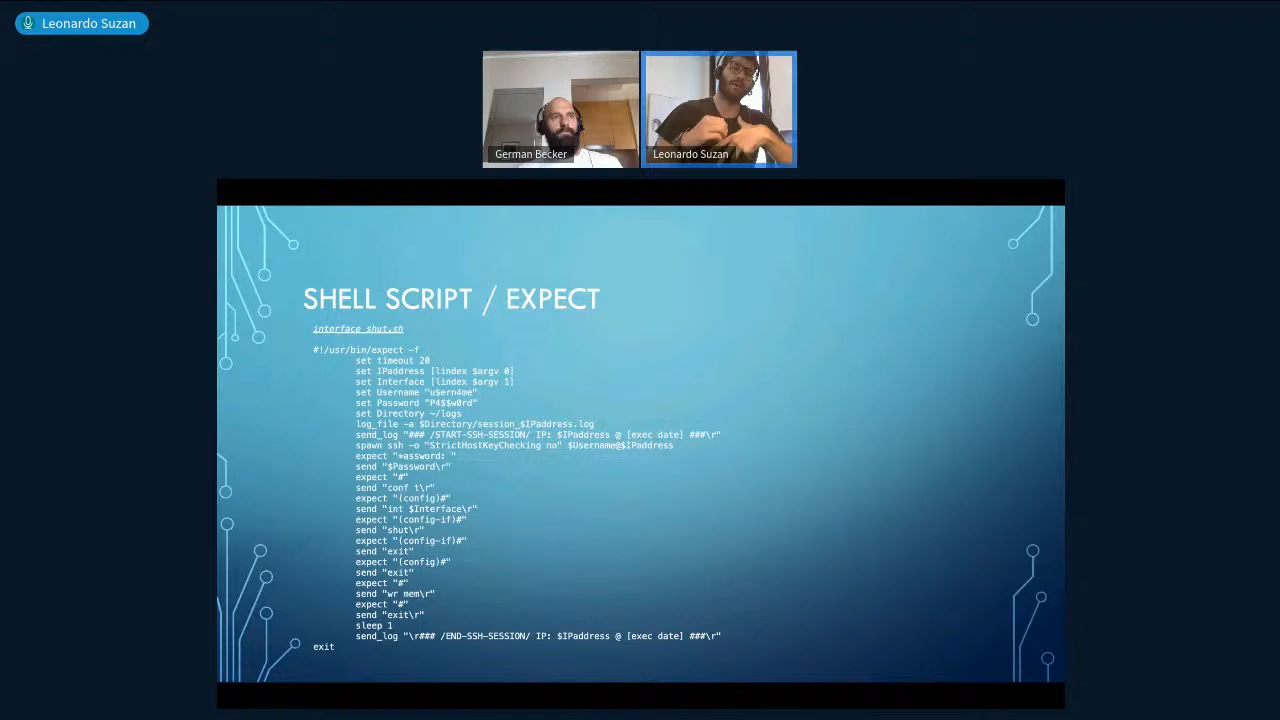 Leonardo Suzan
German Becker
Leonardo Suzan
SHELL SCRIPT / EXPECT
interface_shut.sh
#!/usr/bin/expect -f
set timeout 20
set IPaddress [lindex $argv 0]
set Interface [lindex $argv 1]
set Username "u$ern4me"
set Password "P4$$w0rd"
set Directory ~/logs
log_file -a $Directory/session_$IPaddress.log
send_log "### /START-SSH-SESSION/ IP: $IPaddress @ [exec date] ###\r"
spawn ssh -o "StrictHostKeyChecking no" $Username@$IPaddress
expect "*assword: "
send "$Password\r"
expect "#"
send "conf t\r"
expect "(config)#"
send "int $Interface\r"
expect "(config-if)#"
send "shut\r"
expect "(config-if)#"
send "exit"
expect "(config)#"
send "exit"
expect "#"
send "wr mem\r"
expect "#"
send "exit\r"
sleep 1
send_log "\r### /END-SSH-SESSION/ IP: $IPaddress @ [exec date] ###\r"
exit